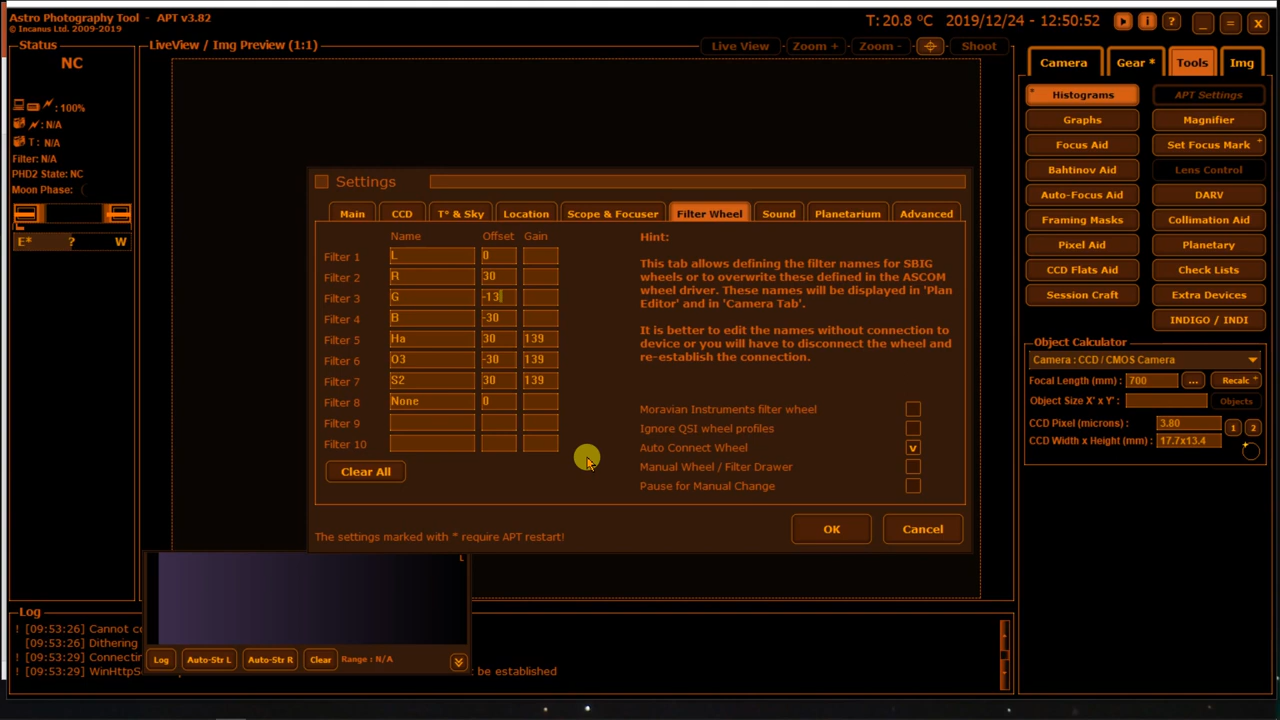 Astro Photography Tool - APT v3.82
© Incanus Ltd. 2009-2019
T: 20.8 °C 2019/12/24 - 12:50:52
i ? _ = X
Status
NC
: 100%
: N/A
T : N/A
Filter: N/A
PHD2 State: NC
Moon Phase:
E* ? W
LiveView / Img Preview (1:1)
Live View Zoom + Zoom - Shoot
Camera Gear * Tools Img
* Histograms APT Settings
Graphs Magnifier
Focus Aid Set Focus Mark +
Bahtinov Aid Lens Control
Auto-Focus Aid DARV
Framing Masks Collimation Aid
Pixel Aid Planetary
CCD Flats Aid Check Lists
Session Craft Extra Devices
INDIGO / INDI
Object Calculator
Camera : CCD / CMOS Camera
Focal Length (mm) : 700 ... Recalc +
Object Size X' x Y' : Objects
CCD Pixel (microns) : 3.80 1 2
CCD Width x Height (mm) : 17.7x13.4
Settings
Main CCD T° & Sky Location Scope & Focuser Filter Wheel Sound Planetarium Advanced
Name Offset Gain
Filter 1 L 0
Filter 2 R 30
Filter 3 G -13
Filter 4 B -30
Filter 5 Ha 30 139
Filter 6 O3 -30 139
Filter 7 S2 30 139
Filter 8 None 0
Filter 9
Filter 10
Clear All
Hint:
This tab allows defining the filter names for SBIG
wheels or to overwrite these defined in the ASCOM
wheel driver. These names will be displayed in 'Plan
Editor' and in 'Camera Tab'.
It is better to edit the names without connection to
device or you will have to disconnect the wheel and
re-establish the connection.
Moravian Instruments filter wheel
Ignore QSI wheel profiles
Auto Connect Wheel v
Manual Wheel / Filter Drawer
Pause for Manual Change
The settings marked with * require APT restart!
OK Cancel
L
Log Auto-Str L Auto-Str R Clear Range : N/A
Log
! [09:53:26] Cannot
[09:53:26] Dithering
! [09:53:29]
! [09:53:29] be established